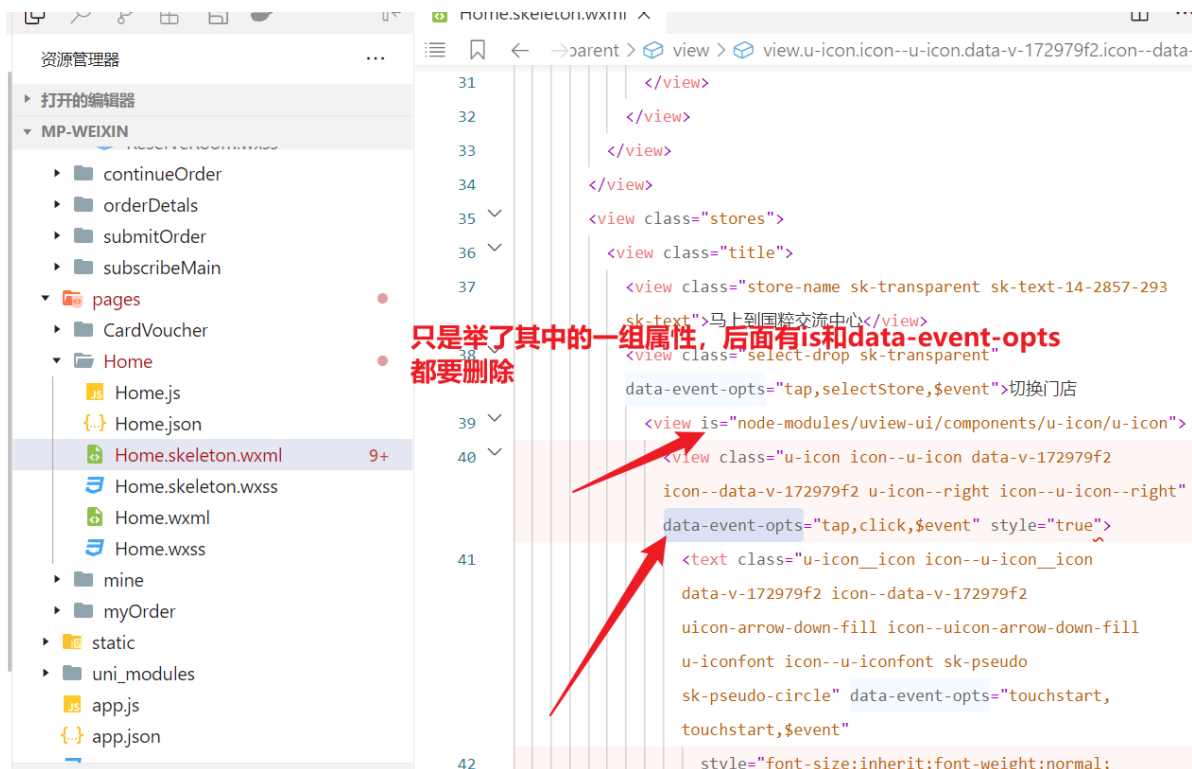 Home.skeleton.wxml
资源管理器
parent > view > view.u-icon.icon--u-icon.data-v-172979f2.icon--data-
打开的编辑器
MP-WEIXIN
ReserveRoom.wxss
continueOrder
orderDetals
submitOrder
subscribeMain
pages
CardVoucher
Home
Home.js
Home.json
Home.skeleton.wxml 9+
Home.skeleton.wxss
Home.wxml
Home.wxss
mine
myOrder
static
uni_modules
app.js
app.json
31 </view>
32 </view>
33 </view>
34 </view>
35 <view class="stores">
36 <view class="title">
37 <view class="store-name sk-transparent sk-text-14-2857-293
sk-text">马上到国粹交流中心</view>
只是举了其中的一组属性，后面有is和data-event-opts
都要删除
38 <view class="select-drop sk-transparent"
data-event-opts="tap,selectStore,$event">切换门店
39 <view is="node-modules/uview-ui/components/u-icon/u-icon">
40 <view class="u-icon icon--u-icon data-v-172979f2
icon--data-v-172979f2 u-icon--right icon--u-icon--right"
data-event-opts="tap,click,$event" style="true">
41 <text class="u-icon__icon icon--u-icon__icon
data-v-172979f2 icon--data-v-172979f2
uicon-arrow-down-fill icon--uicon-arrow-down-fill
u-iconfont icon--u-iconfont sk-pseudo
sk-pseudo-circle" data-event-opts="touchstart,
touchstart,$event"
42 style="font-size:inherit;font-weight:normal;